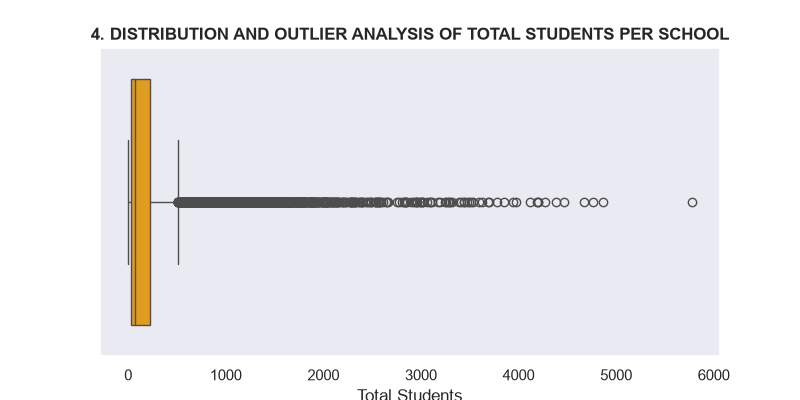 4. DISTRIBUTION AND OUTLIER ANALYSIS OF TOTAL STUDENTS PER SCHOOL
0 1000 2000 3000 4000 5000 6000
Total Students